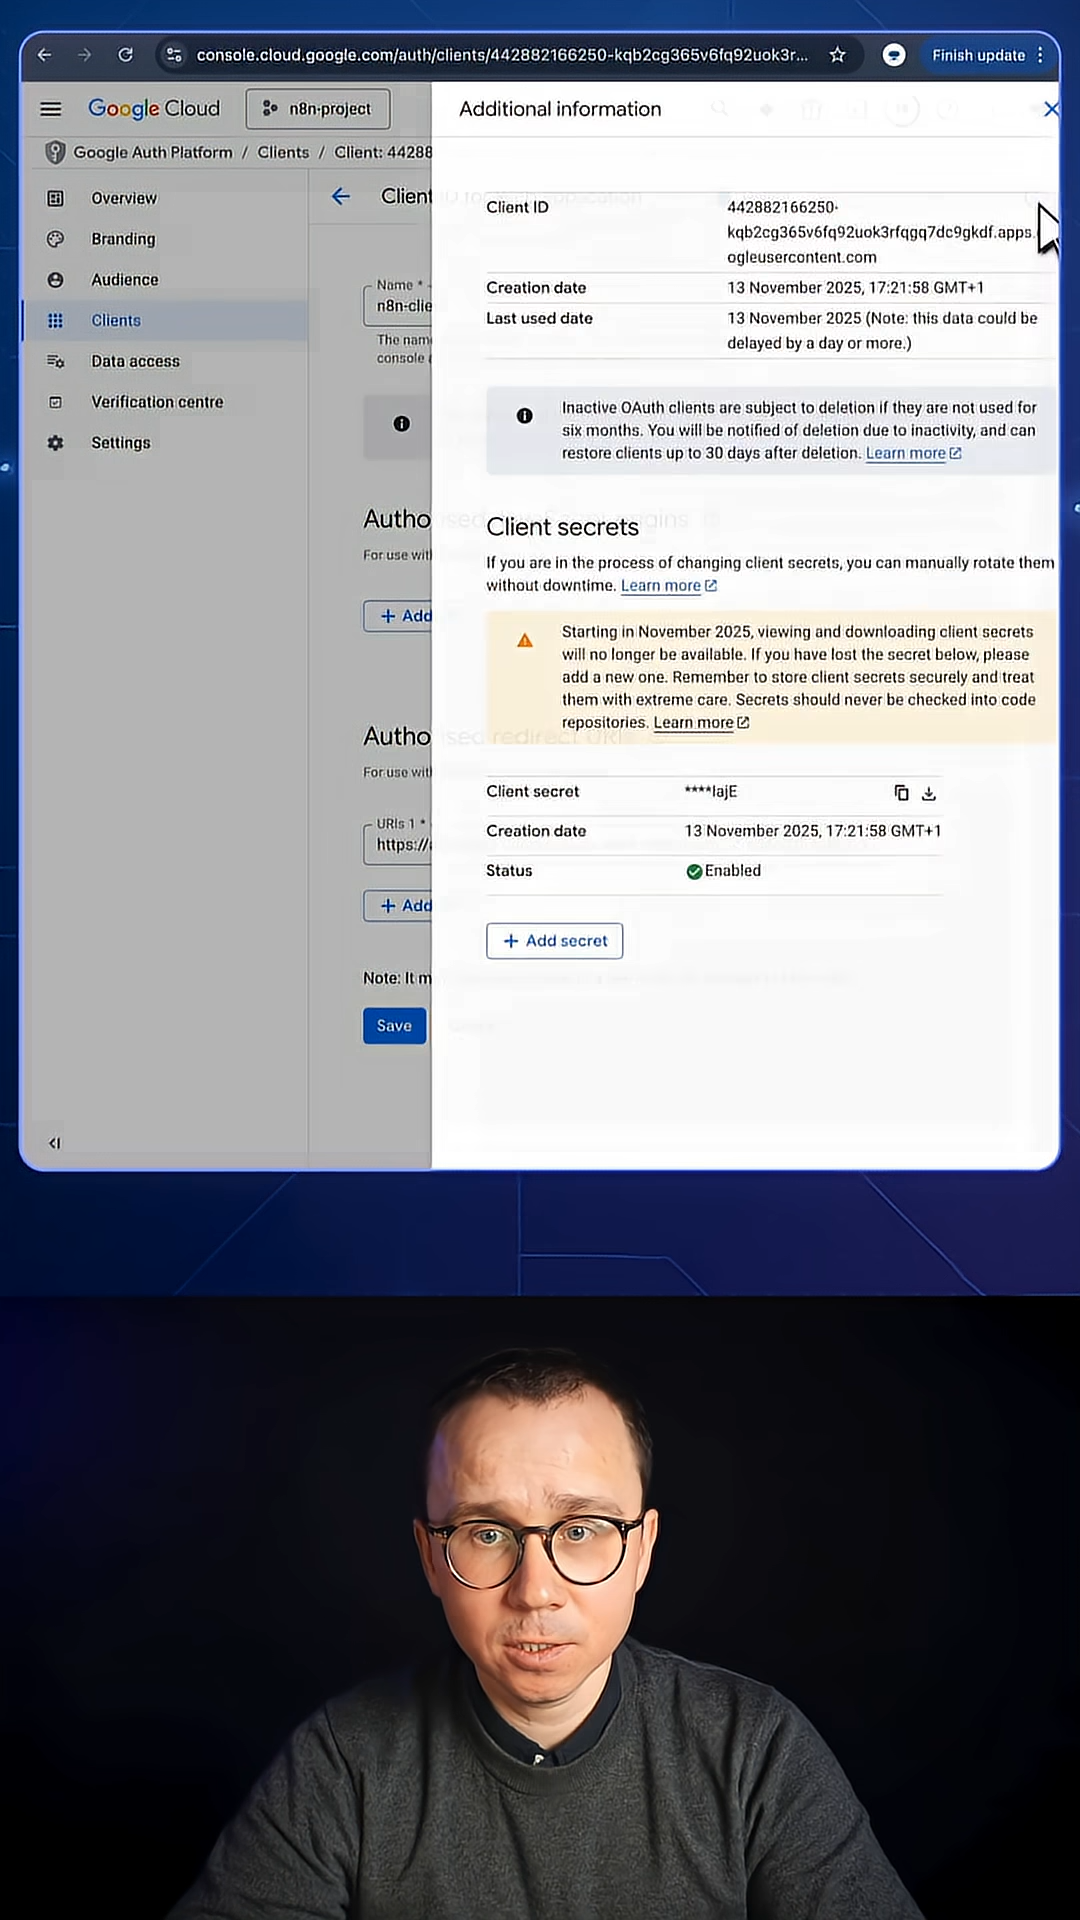 console.cloud.google.com/auth/clients/442882166250-kqb2cg365v6fq92uok3r...
Finish update
Google Cloud
n8n-project
Additional information
Google Auth Platform / Clients / Client: 44288
Overview
Branding
Audience
Clients
Data access
Verification centre
Settings
Client
Name *
n8n-clie
The nam
console a
Autho
For use wit
+ Add
Autho
For use wit
URIs 1 *
https://
+ Add
Note: It m
Save
Client ID
442882166250-
kqb2cg365v6fq92uok3rfqgq7dc9gkdf.apps.
ogleusercontent.com
Creation date
13 November 2025, 17:21:58 GMT+1
Last used date
13 November 2025 (Note: this data could be
delayed by a day or more.)
Inactive OAuth clients are subject to deletion if they are not used for
six months. You will be notified of deletion due to inactivity, and can
restore clients up to 30 days after deletion. Learn more
Client secrets
If you are in the process of changing client secrets, you can manually rotate them
without downtime. Learn more
Starting in November 2025, viewing and downloading client secrets
will no longer be available. If you have lost the secret below, please
add a new one. Remember to store client secrets securely and treat
them with extreme care. Secrets should never be checked into code
repositories. Learn more
Client secret
****lajE
Creation date
13 November 2025, 17:21:58 GMT+1
Status
Enabled
+ Add secret